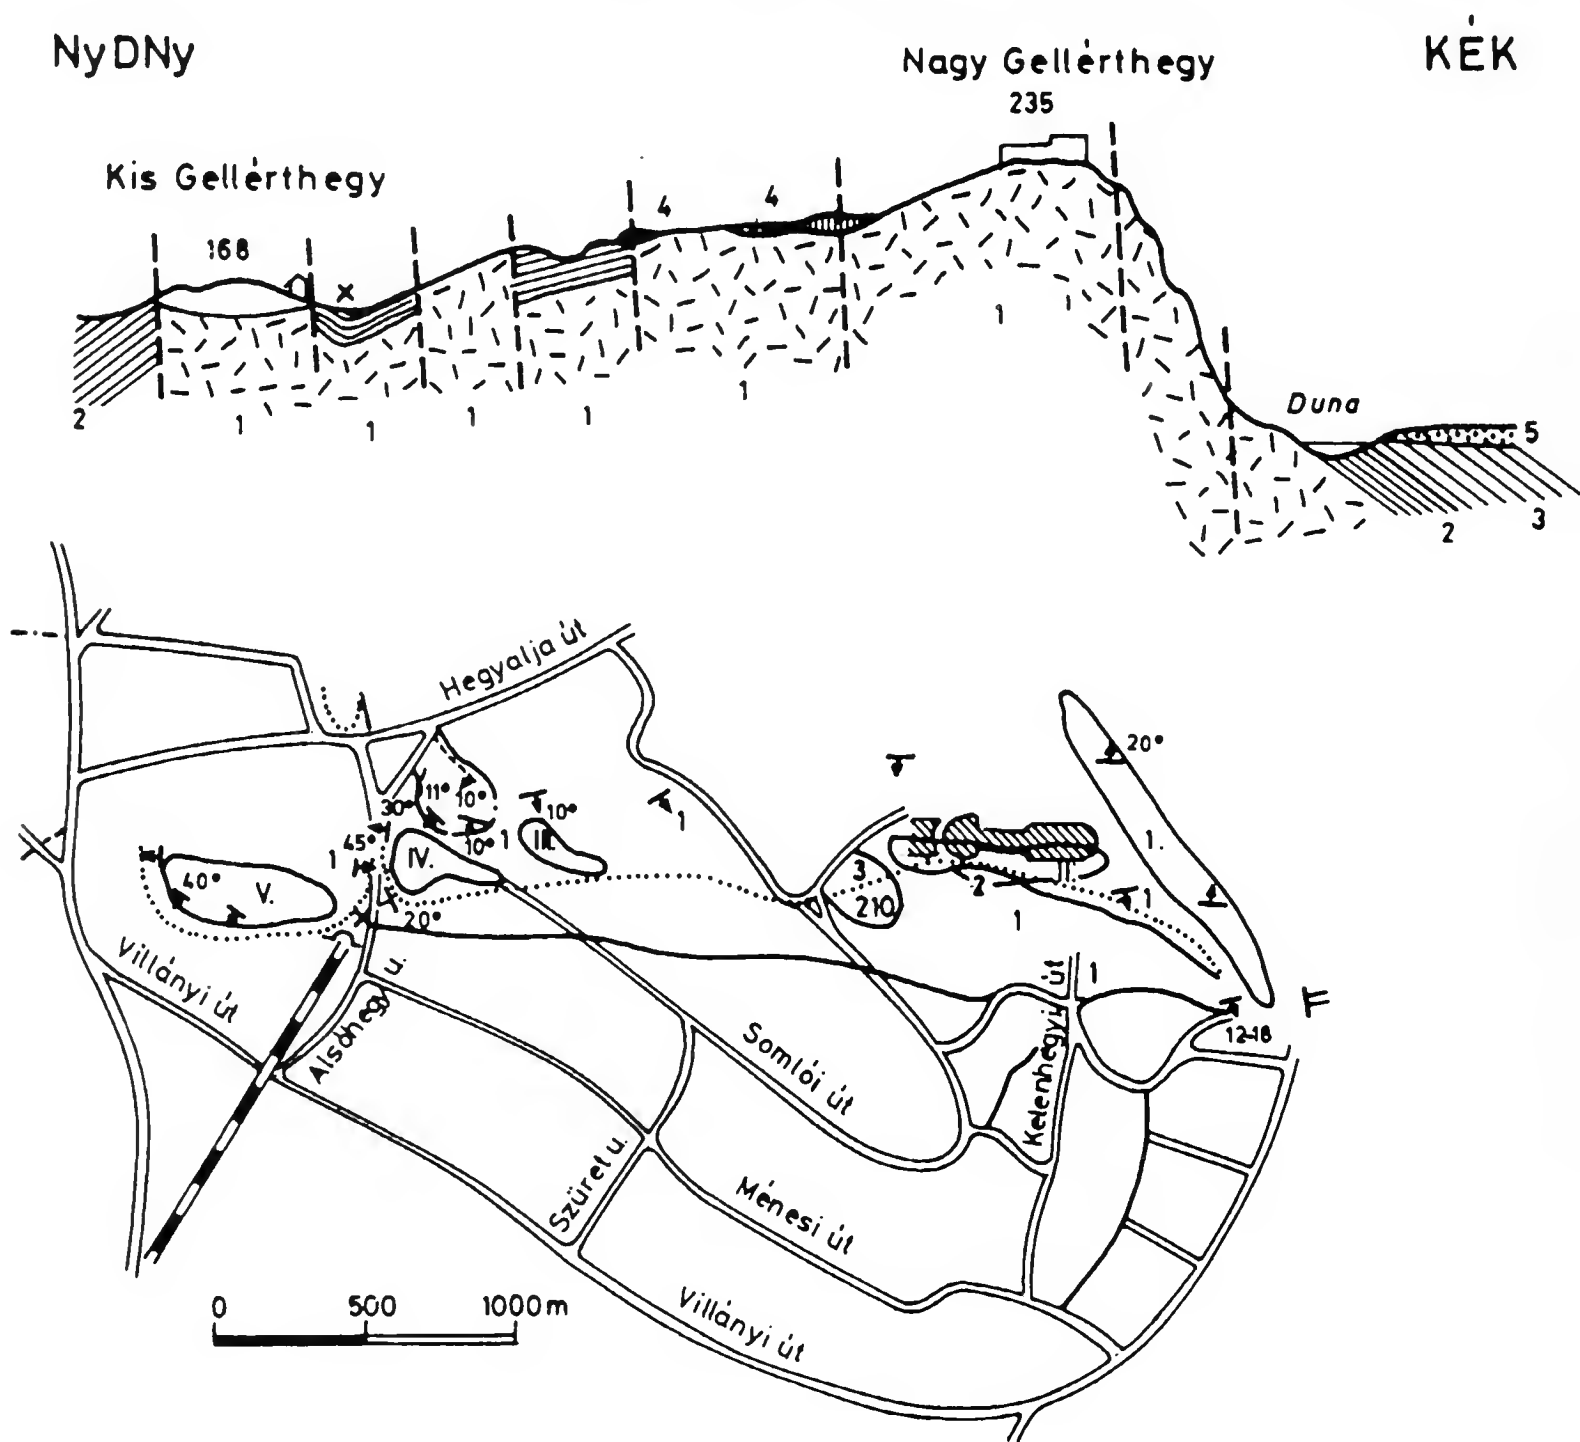 NyDNy
KÉK
Nagy Gellérthegy
235
Kis Gellérthegy
168
4
4
x
1
2
1
1
1
1
1
Duna
5
2
3
Hegyalja út
20°
11°
10°
30°
10°
1
1
III.
10°
45°
IV.
1
40°
V.
20°
3
210
2
1
1
1.
1
12-18
Villányi út
Alsóhegy u.
Somlói út
Kelenhegyi út
Szüret u.
Ménesi út
Villányi út
0 500 1000m